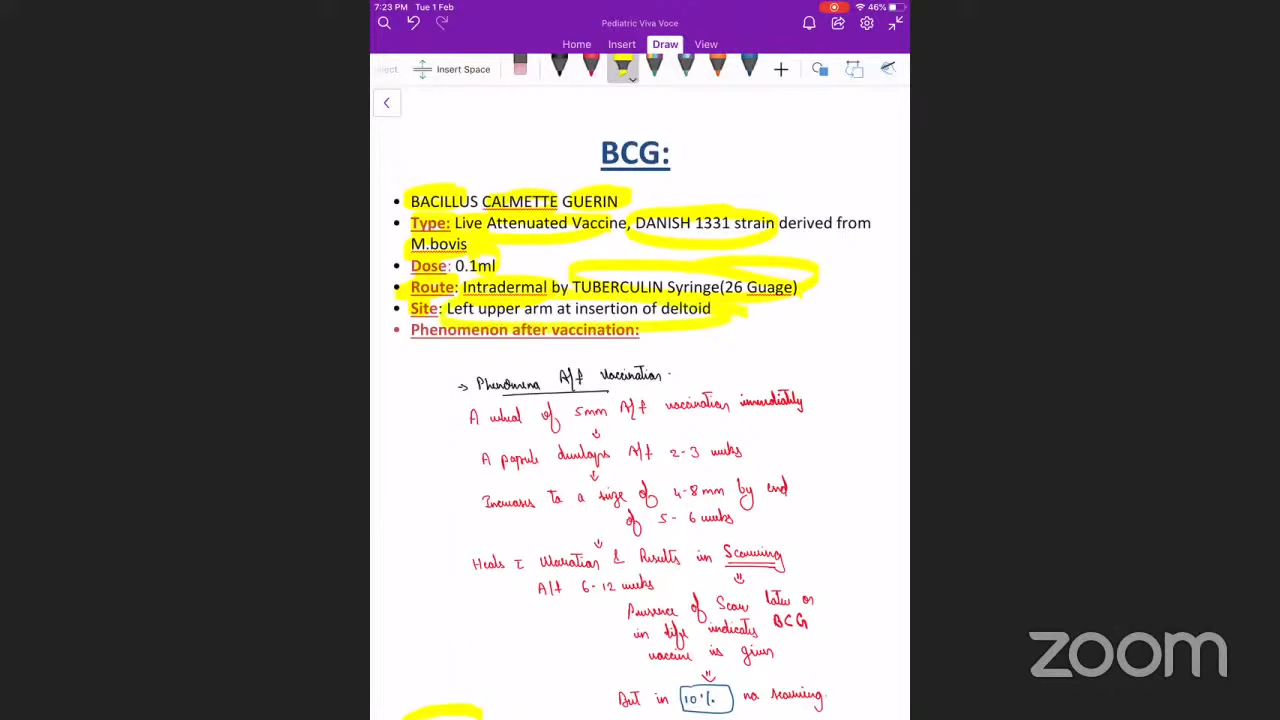 7:23 PM Tue 1 Feb
46%
Pediatric Viva Voce
Home Insert Draw View
Insert Space
BCG:
• BACILLUS CALMETTE GUERIN
• Type: Live Attenuated Vaccine, DANISH 1331 strain derived from
M.bovis
• Dose: 0.1ml
• Route: Intradermal by TUBERCULIN Syringe(26 Guage)
• Site: Left upper arm at insertion of deltoid
• Phenomenon after vaccination:
→ Phenomena A/f vaccination.
A wheal of 5mm A/f vaccination immediately
A papule develops A/f 2-3 weeks
Increases to a size of 4-8mm by end
of 5-6 weeks
Heals & Results in Scarring
A/f 6-12 weeks
Presence of Scar later on
in life indicates BCG
vaccine is given
But in 10% no scarring.
zoom